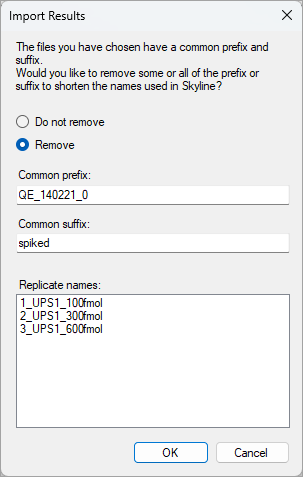 Import Results
The files you have chosen have a common prefix and
suffix.
Would you like to remove some or all of the prefix or
suffix to shorten the names used in Skyline?
Do not remove
Remove
Common prefix:
QE_140221_0
Common suffix:
spiked
Replicate names:
1_UPS1_100fmol
2_UPS1_300fmol
3_UPS1_600fmol
OK
Cancel